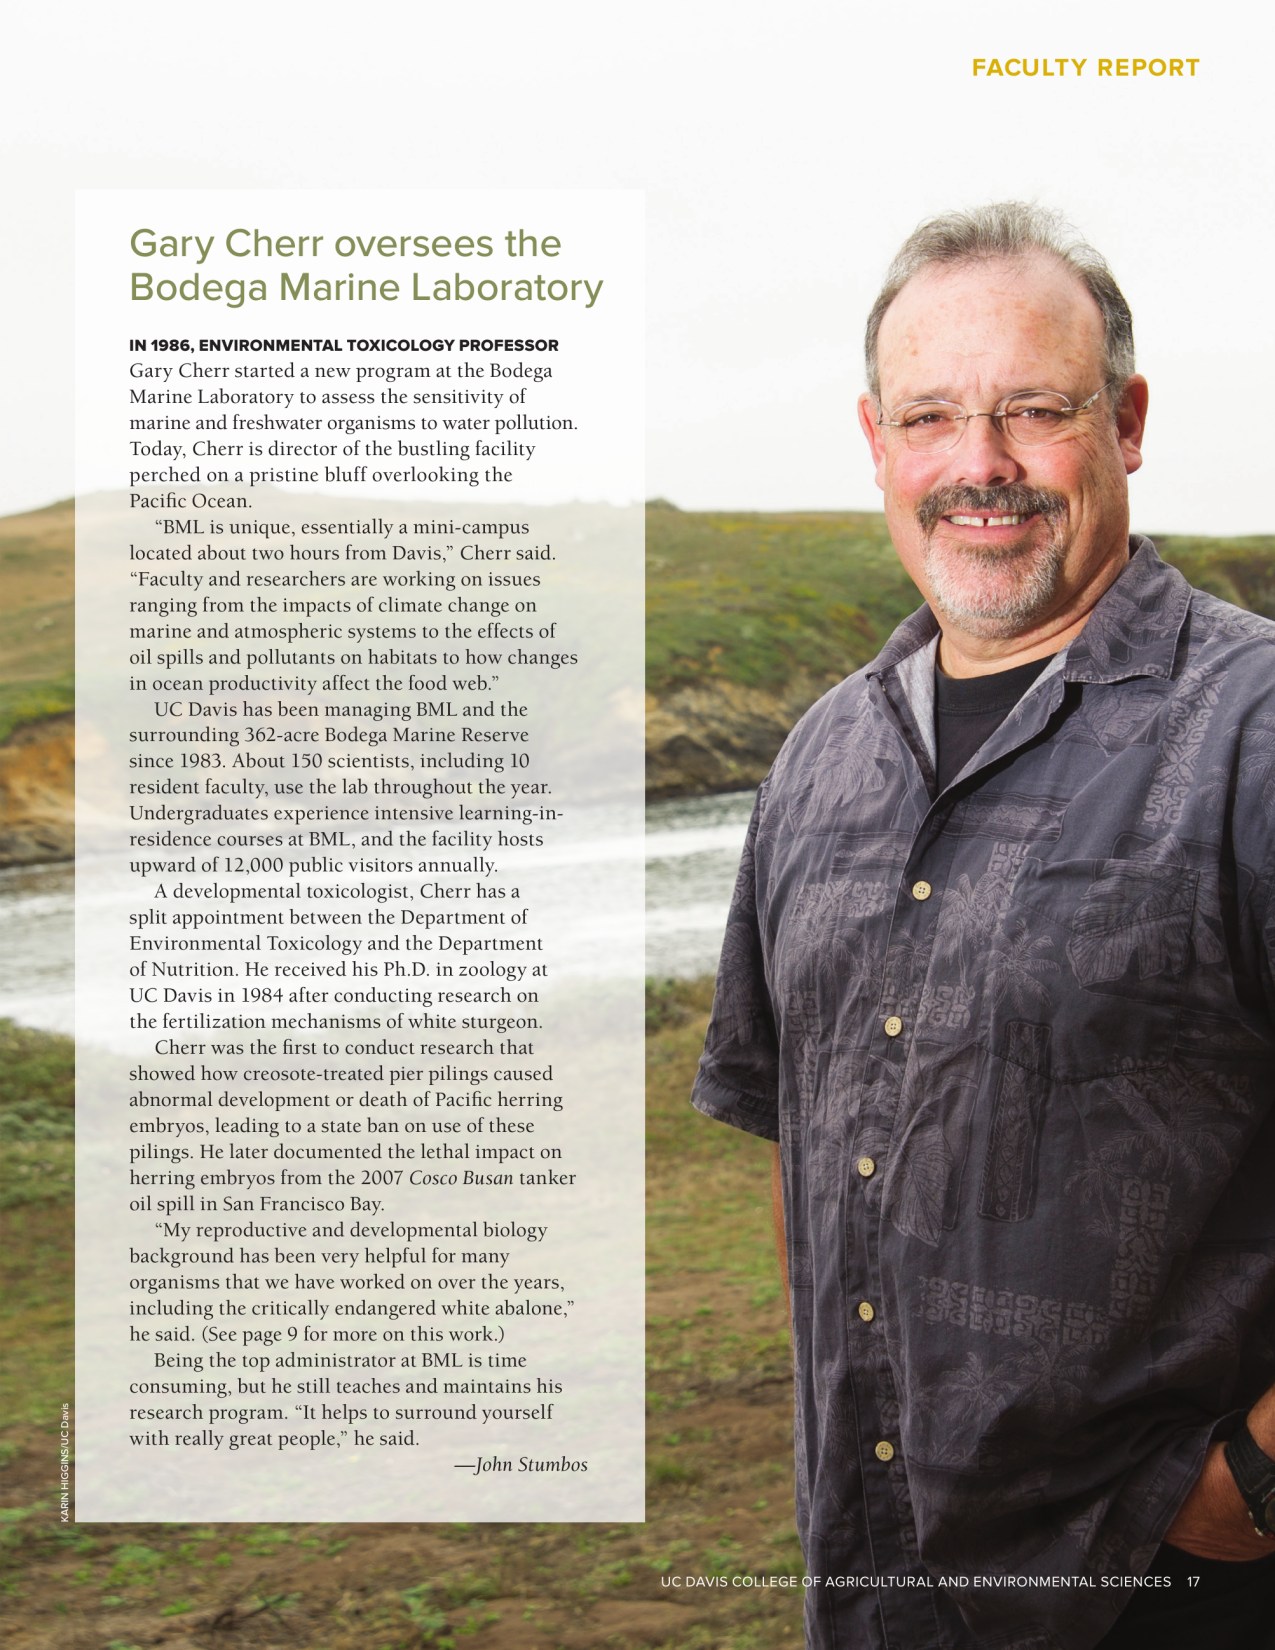 FACULTY REPORT
Gary Cherr oversees the
Bodega Marine Laboratory
IN 1986, ENVIRONMENTAL TOXICOLOGY PROFESSOR
Gary Cherr started a new program at the Bodega
Marine Laboratory to assess the sensitivity of
marine and freshwater organisms to water pollution.
Today, Cherr is director of the bustling facility
perched on a pristine bluff overlooking the
Pacific Ocean.
“BML is unique, essentially a mini-campus
located about two hours from Davis,” Cherr said.
“Faculty and researchers are working on issues
ranging from the impacts of climate change on
marine and atmospheric systems to the effects of
oil spills and pollutants on habitats to how changes
in ocean productivity affect the food web.”
UC Davis has been managing BML and the
surrounding 362-acre Bodega Marine Reserve
since 1983. About 150 scientists, including 10
resident faculty, use the lab throughout the year.
Undergraduates experience intensive learning-in-
residence courses at BML, and the facility hosts
upward of 12,000 public visitors annually.
A developmental toxicologist, Cherr has a
split appointment between the Department of
Environmental Toxicology and the Department
of Nutrition. He received his Ph.D. in zoology at
UC Davis in 1984 after conducting research on
the fertilization mechanisms of white sturgeon.
Cherr was the first to conduct research that
showed how creosote-treated pier pilings caused
abnormal development or death of Pacific herring
embryos, leading to a state ban on use of these
pilings. He later documented the lethal impact on
herring embryos from the 2007 Cosco Busan tanker
oil spill in San Francisco Bay.
“My reproductive and developmental biology
background has been very helpful for many
organisms that we have worked on over the years,
including the critically endangered white abalone,”
he said. (See page 9 for more on this work.)
Being the top administrator at BML is time
consuming, but he still teaches and maintains his
research program. “It helps to surround yourself
with really great people,” he said.
—John Stumbos
KARIN HIGGINS/UC Davis
UC DAVIS COLLEGE OF AGRICULTURAL AND ENVIRONMENTAL SCIENCES 17